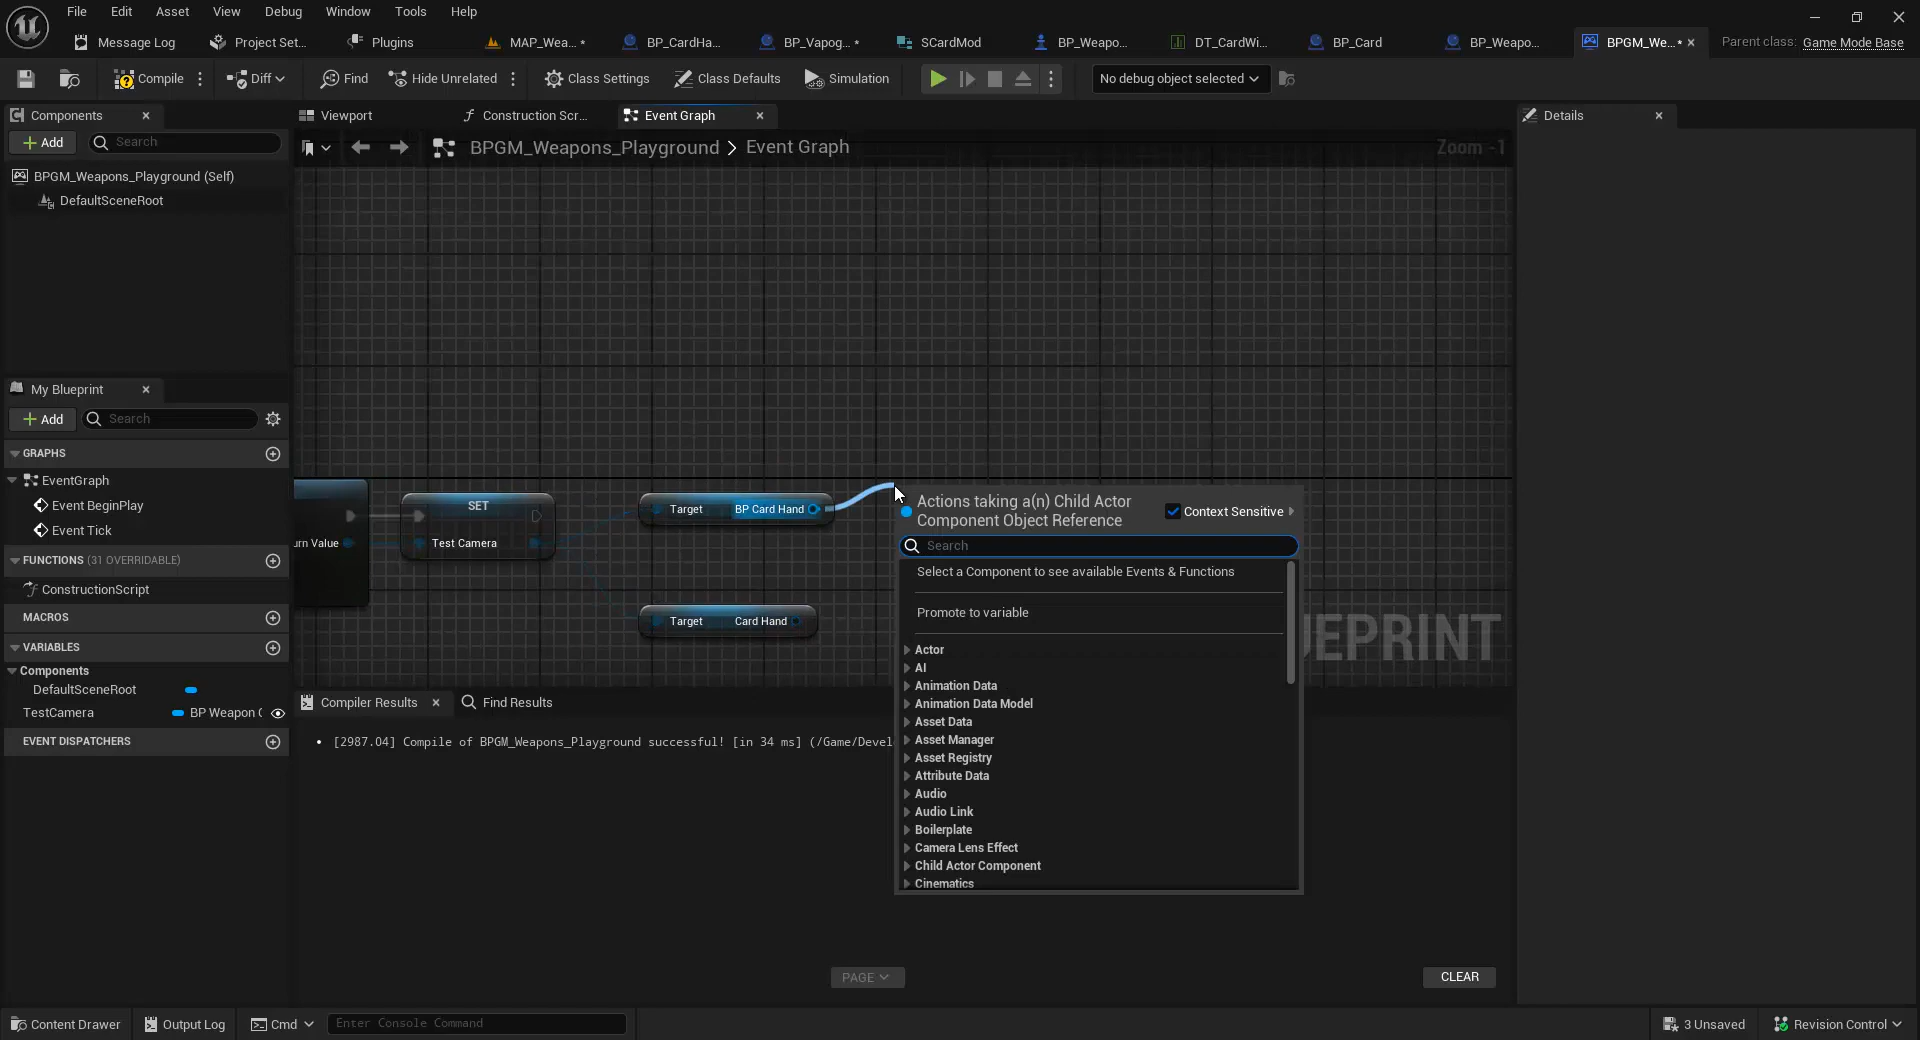 File Edit Asset View Debug Window Tools Help
Message Log Project Set... Plugins MAP_Wea... * BP_CardHa... BP_Vapog... * SCardMod BP_Weapo... DT_CardWi... BP_Card BP_Weapo... BPGM_We... * Parent class: Game Mode Base
Compile Diff Find Hide Unrelated Class Settings Class Defaults Simulation No debug object selected
Components Viewport Construction Scr... Event Graph Details
Add Search
BPGM_Weapons_Playground > Event Graph Zoom -1
BPGM_Weapons_Playground (Self)
DefaultSceneRoot
My Blueprint
Add Search
GRAPHS
EventGraph
Event BeginPlay
Event Tick
FUNCTIONS (31 OVERRIDABLE)
ConstructionScript
MACROS
VARIABLES
Components
DefaultSceneRoot
TestCamera BP Weapon C
EVENT DISPATCHERS
SET
urn Value Test Camera
Target BP Card Hand
Target Card Hand
EPRINT
Actions taking a(n) Child Actor
Component Object Reference
Context Sensitive
Search
Select a Component to see available Events & Functions
Promote to variable
Actor
AI
Animation Data
Animation Data Model
Asset Data
Asset Manager
Asset Registry
Attribute Data
Audio
Audio Link
Boilerplate
Camera Lens Effect
Child Actor Component
Cinematics
Compiler Results Find Results
• [2987.04] Compile of BPGM_Weapons_Playground successful! [in 34 ms] (/Game/Devel
PAGE CLEAR
Content Drawer Output Log Cmd Enter Console Command 3 Unsaved Revision Control